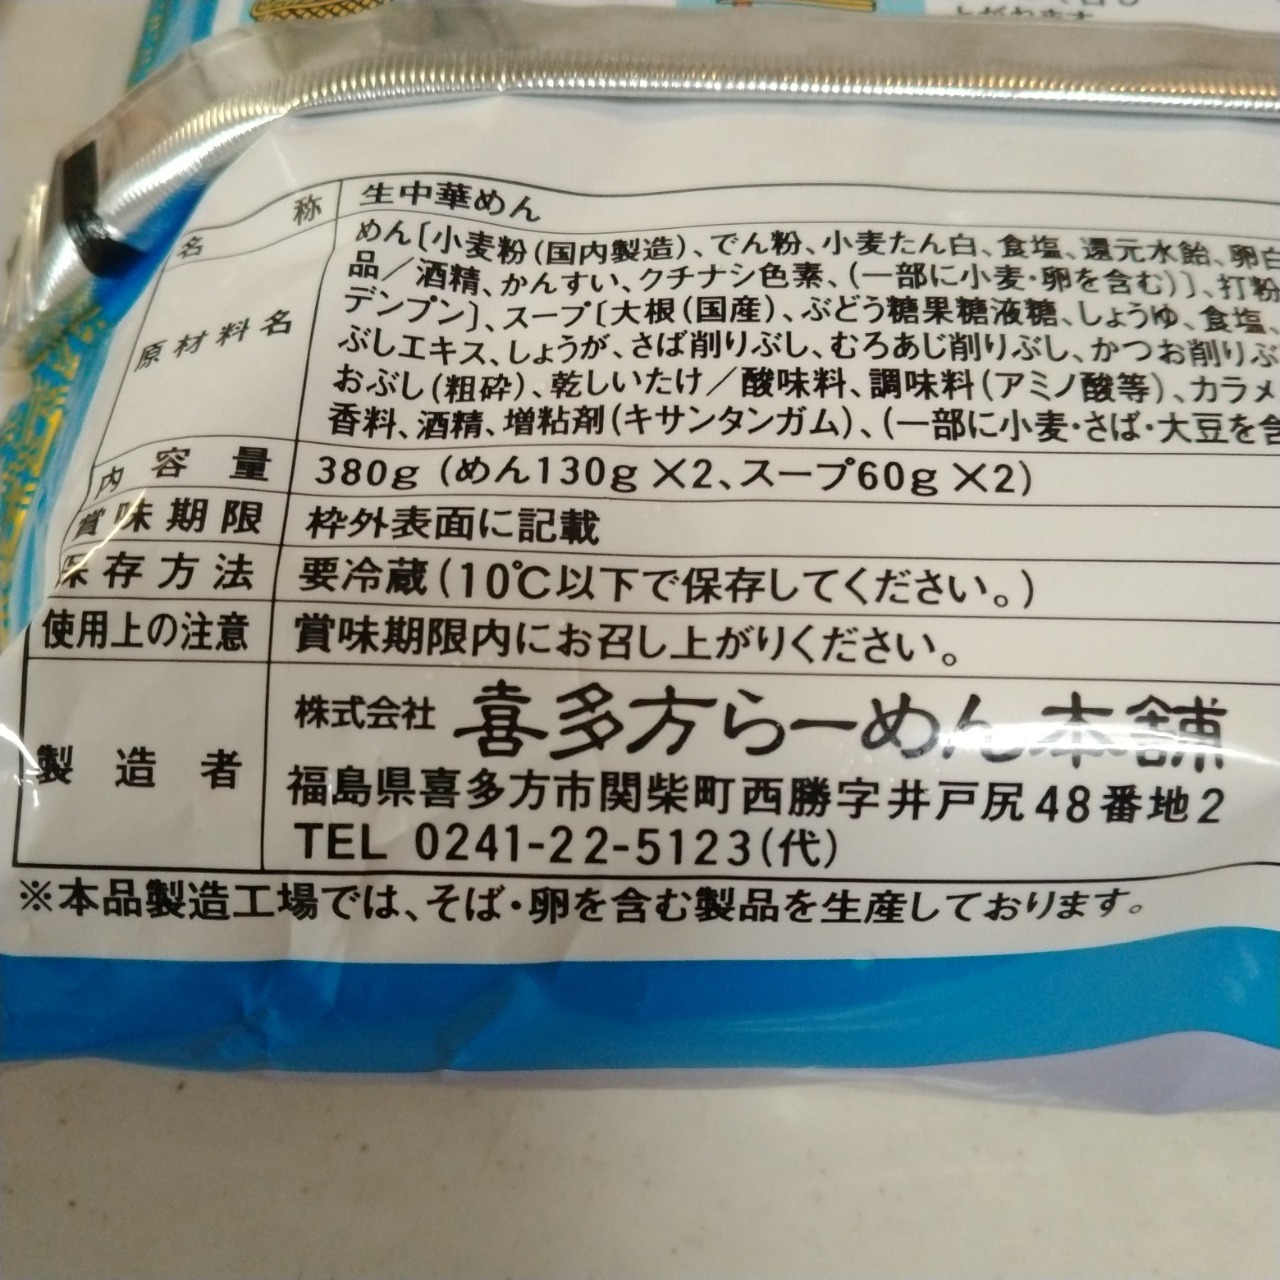 名称 生中華めん
原材料名 めん〔小麦粉(国内製造)、でん粉、小麦たん白、食塩、還元水飴、卵白
品／酒精、かんすい、クチナシ色素、(一部に小麦・卵を含む)〕、打粉
デンプン〕、スープ〔大根(国産)、ぶどう糖果糖液糖、しょうゆ、食塩、
ぶしエキス、しょうが、さば削りぶし、むろあじ削りぶし、かつお削りぶ
おぶし(粗砕)、乾しいたけ／酸味料、調味料(アミノ酸等)、カラメ
香料、酒精、増粘剤(キサンタンガム)、(一部に小麦・さば・大豆を含
内容量 380g (めん130g×2、スープ60g×2)
賞味期限 枠外表面に記載
保存方法 要冷蔵(10℃以下で保存してください。)
使用上の注意 賞味期限内にお召し上がりください。
製造者 株式会社 喜多方らーめん本舗
福島県喜多方市関柴町西勝字井戸尻48番地2
TEL 0241-22-5123(代)
※本品製造工場では、そば・卵を含む製品を生産しております。